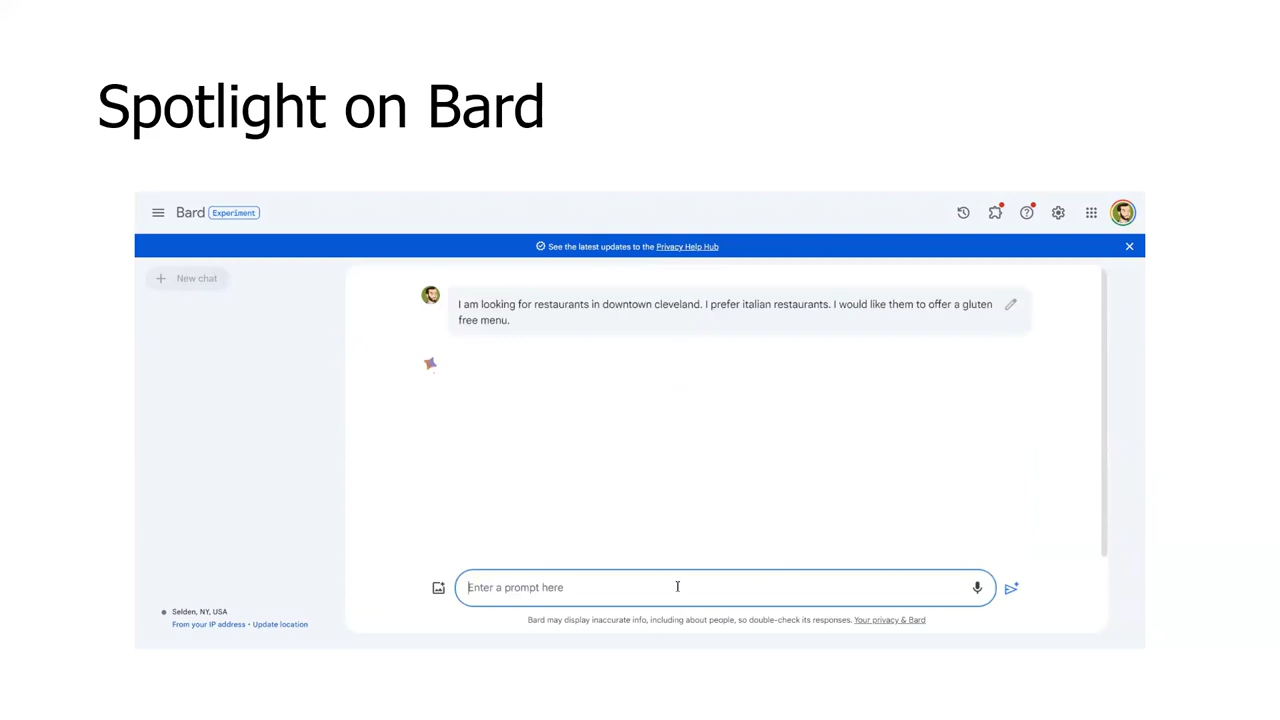 Spotlight on Bard
Bard Experiment
See the latest updates to the Privacy Help Hub
New chat
I am looking for restaurants in downtown cleveland. I prefer italian restaurants. I would like them to offer a gluten
free menu.
Enter a prompt here
Selden, NY, USA
From your IP address • Update location
Bard may display inaccurate info, including about people, so double-check its responses. Your privacy & Bard